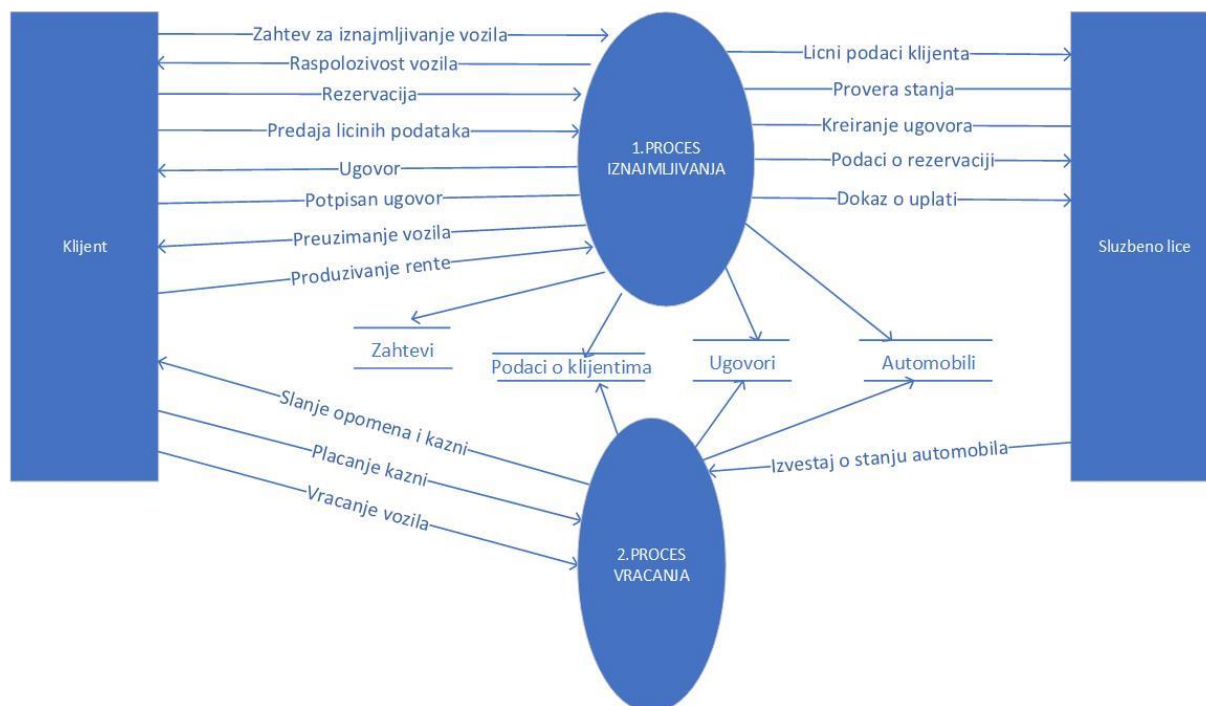 Zahtev za iznajmljivanje vozila
Raspolozivost vozila
Rezervacija
Predaja licinih podataka
Ugovor
Potpisan ugovor
Preuzimanje vozila
Produzivanje rente
Klijent
1.PROCES
IZNAJMLJIVANJA
Licni podaci klijenta
Provera stanja
Kreiranje ugovora
Podaci o rezervaciji
Dokaz o uplati
Sluzbeno lice
Zahtevi
Podaci o klijentima
Ugovori
Automobili
Slanje opomena i kazni
Placanje kazni
Vracanje vozila
Izvestaj o stanju automobila
2.PROCES
VRACANJA